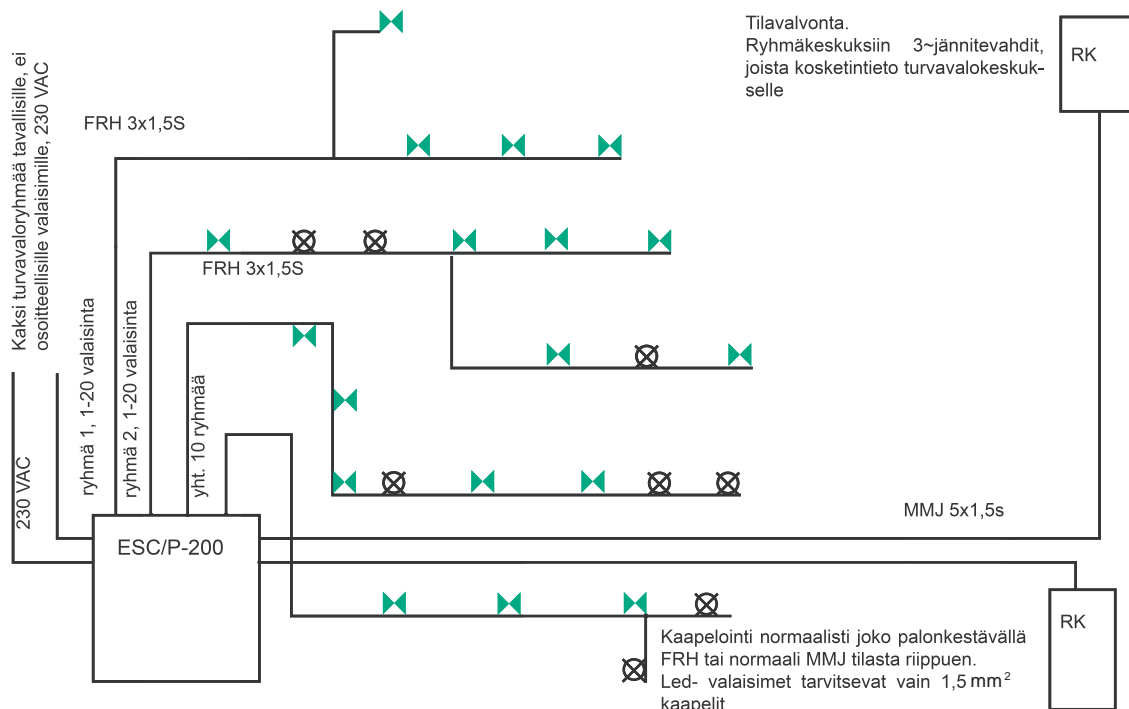 Kaksi turvavaloryhmää tavallisille, ei
osoitteellisille valaisimille, 230 VAC
Tilavalvonta.
Ryhmäkeskuksiin 3~jännitevahdit,
joista kosketintieto turvavalokeskuk-
selle
RK
FRH 3x1,5S
FRH 3x1,5S
230 VAC
ryhmä 1, 1-20 valaisinta
ryhmä 2, 1-20 valaisinta
yht. 10 ryhmää
MMJ 5x1,5s
ESC/P-200
RK
Kaapelointi normaalisti joko palonkestävällä
FRH tai normaali MMJ tilasta riippuen.
Led- valaisimet tarvitsevat vain 1,5 mm²
kaapelit